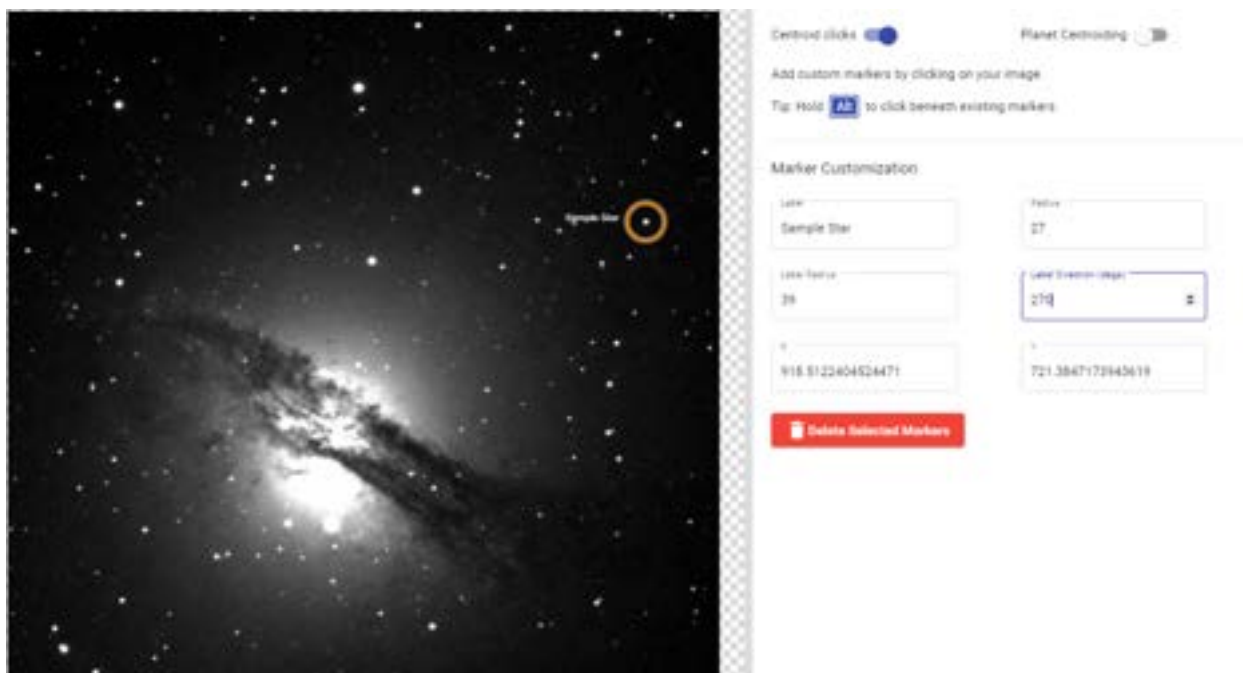 Centroid clicks
Planet Centroiding
Add custom markers by clicking on your image
Tip: Hold Alt to click beneath existing markers
Marker Customization
Label
Radius
Sample Star
27
Sample Star
Label Radius
Label Direction (degs)
39
270
X
Y
918.5122404524471
721.3847173943619
Delete Selected Markers